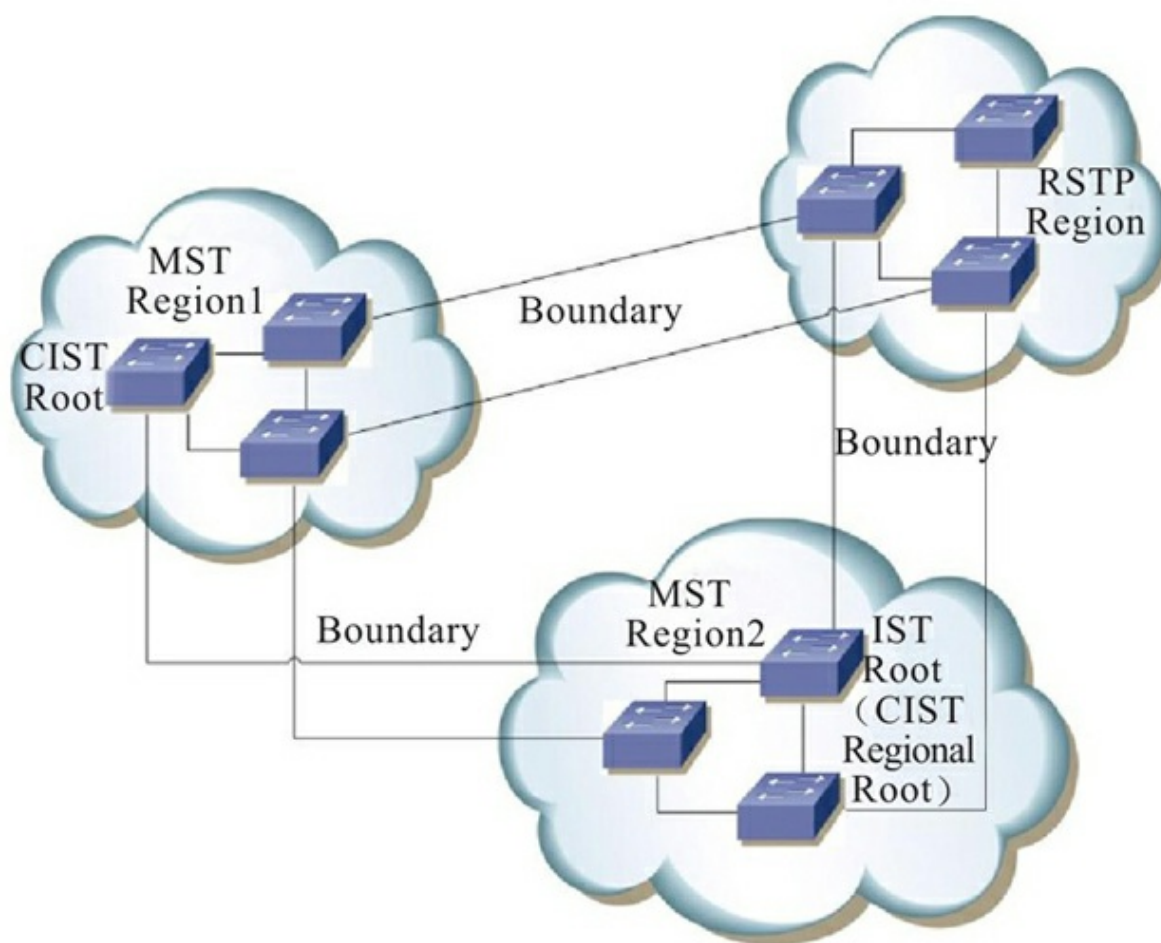 MST
Region1
CIST
Root
Boundary
RSTP
Region
Boundary
Boundary
MST
Region2
IST
Root
（CIST
Regional
Root）